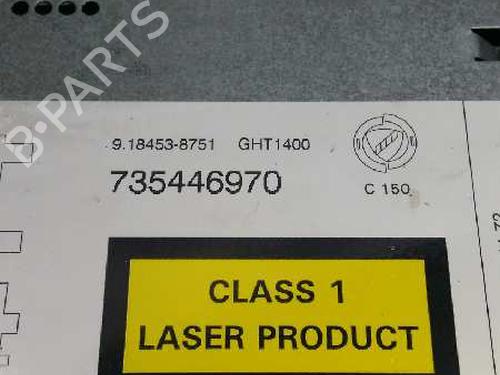 B-PARTS
9.18453-8751 GHT1400
735446970
C 150
CLASS 1
LASER PRODUCT